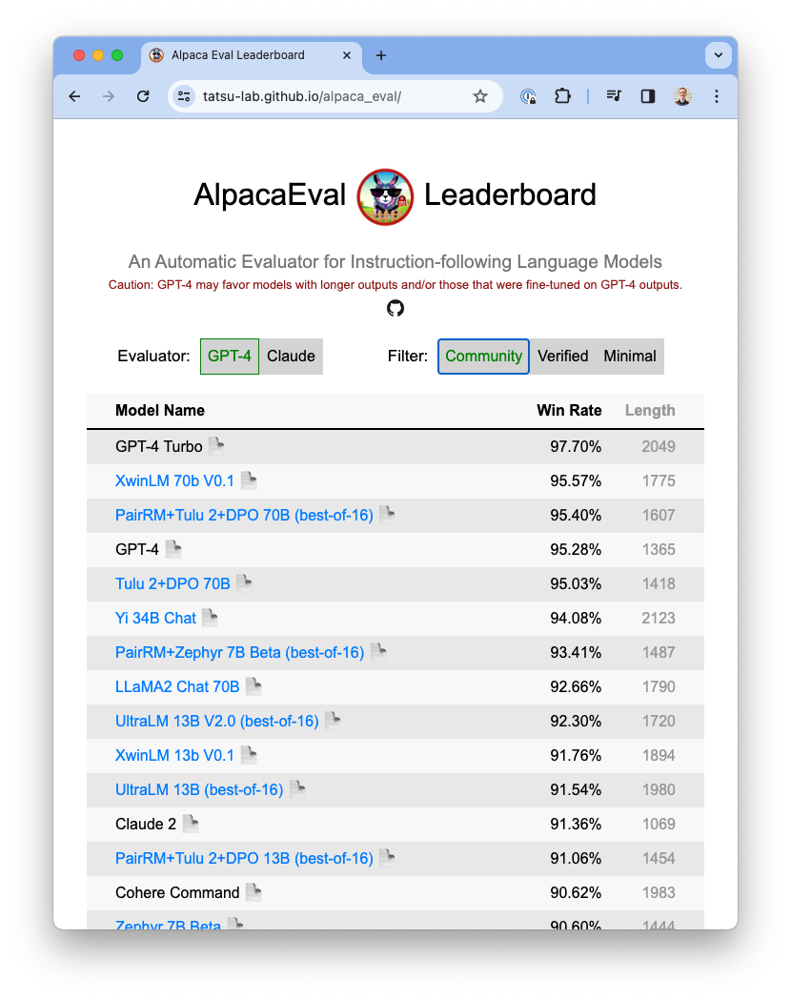 Alpaca Eval Leaderboard
tatsu-lab.github.io/alpaca_eval/
AlpacaEval Leaderboard
An Automatic Evaluator for Instruction-following Language Models
Caution: GPT-4 may favor models with longer outputs and/or those that were fine-tuned on GPT-4 outputs.
Evaluator: GPT-4 Claude Filter: Community Verified Minimal
Model Name Win Rate Length
GPT-4 Turbo 97.70% 2049
XwinLM 70b V0.1 95.57% 1775
PairRM+Tulu 2+DPO 70B (best-of-16) 95.40% 1607
GPT-4 95.28% 1365
Tulu 2+DPO 70B 95.03% 1418
Yi 34B Chat 94.08% 2123
PairRM+Zephyr 7B Beta (best-of-16) 93.41% 1487
LLaMA2 Chat 70B 92.66% 1790
UltraLM 13B V2.0 (best-of-16) 92.30% 1720
XwinLM 13b V0.1 91.76% 1894
UltraLM 13B (best-of-16) 91.54% 1980
Claude 2 91.36% 1069
PairRM+Tulu 2+DPO 13B (best-of-16) 91.06% 1454
Cohere Command 90.62% 1983
Zephyr 7B Beta 90.60% 1444